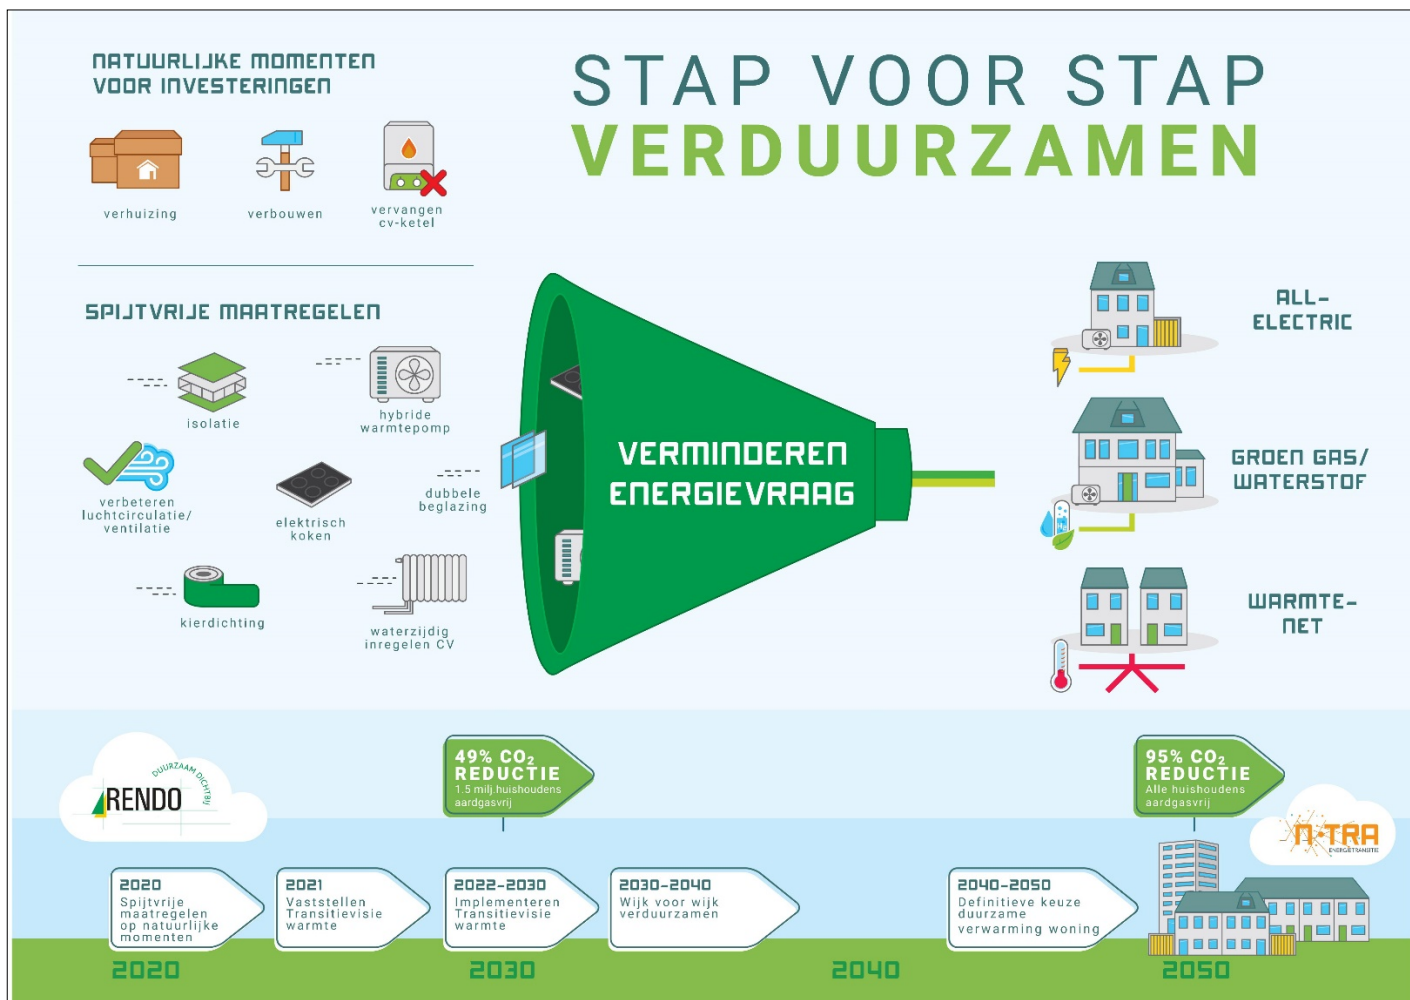 NATUURLIJKE MOMENTEN
VOOR INVESTERINGEN
verhuizing
verbouwen
vervangen
cv-ketel
STAP VOOR STAP
VERDUURZAMEN
SPIJTVRIJE MAATREGELEN
isolatie
hybride
warmtepomp
verbeteren
luchtcirculatie/
ventilatie
elektrisch
koken
dubbele
beglazing
kierdichting
waterzijdig
inregelen CV
VERMINDEREN
ENERGIEVRAAG
ALL-
ELECTRIC
GROEN GAS/
WATERSTOF
WARMTE-
NET
DUURZAAM DICHTBIJ
RENDO
49% CO₂
REDUCTIE
1.5 milj.huishoudens
aardgasvrij
95% CO₂
REDUCTIE
Alle huishoudens
aardgasvrij
N·TRA
ENERGIETRANSITIE
2020
Spijtvrije
maatregelen
op natuurlijke
momenten
2021
Vaststellen
Transitievisie
warmte
2022-2030
Implementeren
Transitievisie
warmte
2030-2040
Wijk voor wijk
verduurzamen
2040-2050
Definitieve keuze
duurzame
verwarming woning
2020
2030
2040
2050